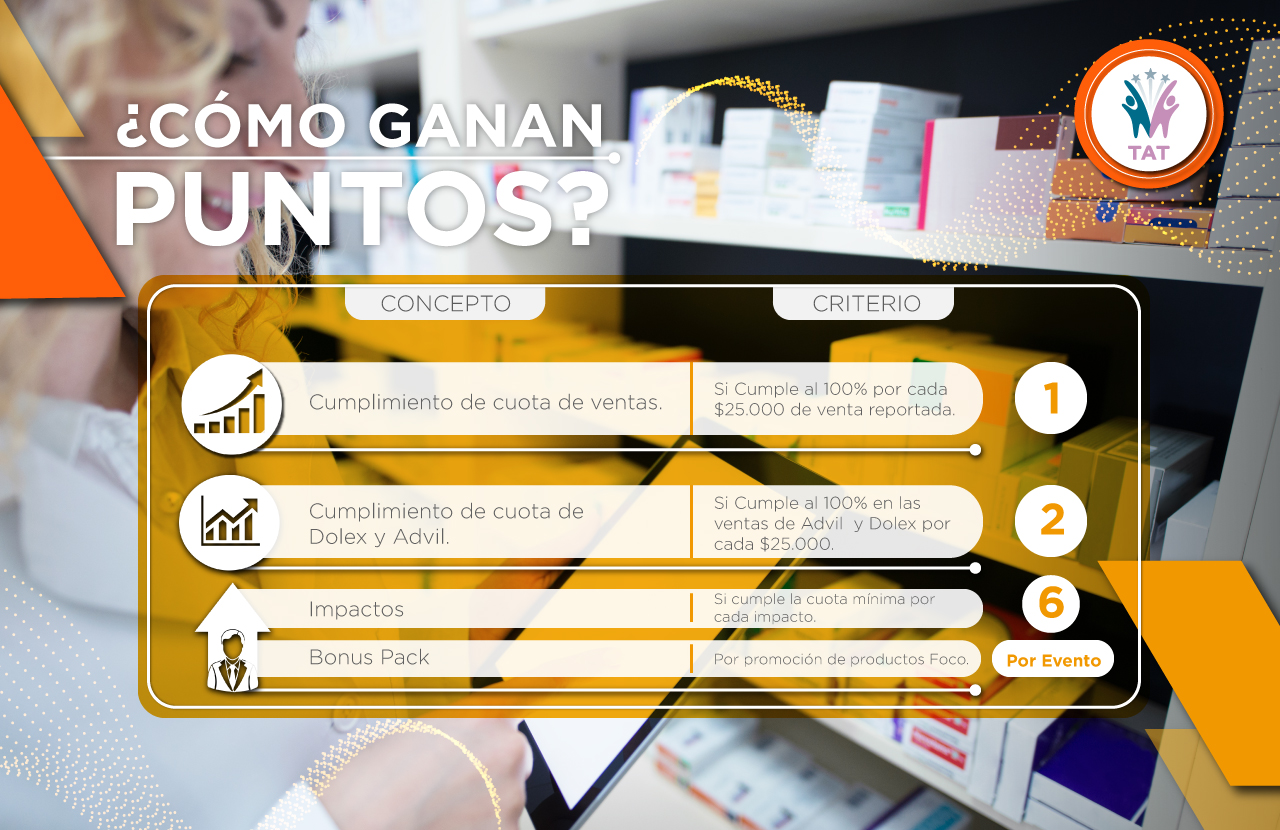 ¿CÓMO GANAN
PUNTOS?
TAT
CONCEPTO
CRITERIO
Cumplimiento de cuota de ventas.
Si Cumple al 100% por cada
$25.000 de venta reportada.
1
Cumplimiento de cuota de
Dolex y Advil.
Si Cumple al 100% en las
ventas de Advil  y Dolex por
cada $25.000.
2
Impactos
Si cumple la cuota mínima por
cada impacto.
6
Bonus Pack
Por promoción de productos Foco.
Por Evento